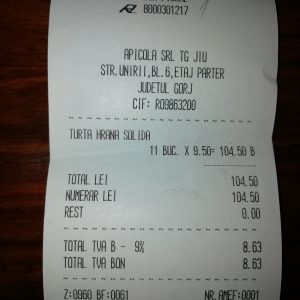 8000301217
APICOLA SRL TG JIU
STR.UNIRII,BL.6,ETAJ PARTER
JUDETUL GORJ
CIF: RO9863200
TURTA HRANA SOLIDA
11 BUC. X 9.50= 104.50 B
TOTAL LEI 104.50
NUMERAR LEI 104.50
REST 0.00
TOTAL TVA B - 9% 8.63
TOTAL TVA BON 8.63
Z:0960 BF:0061 NR.AMEF:0001